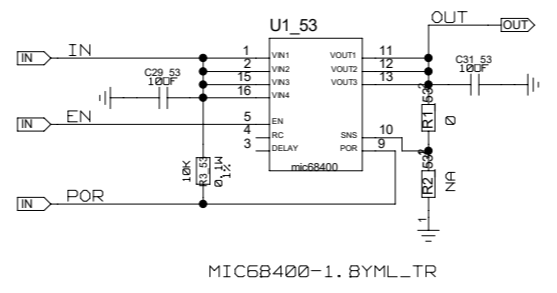 U1_53
OUT
OUT
IN
IN
1
VIN1
VOUT1
11
2
VIN2
VOUT2
12
15
VIN3
VOUT3
13
16
VIN4
C29_53
10UF
C31_53
10UF
IN
EN
5
EN
4
RC
SNS
10
3
DELAY
POR
9
mic68400
R1_53
0
10K
R3_53
0.1W
1%
R2_53
NA
IN
POR
1
MIC68400-1.8YML_TR